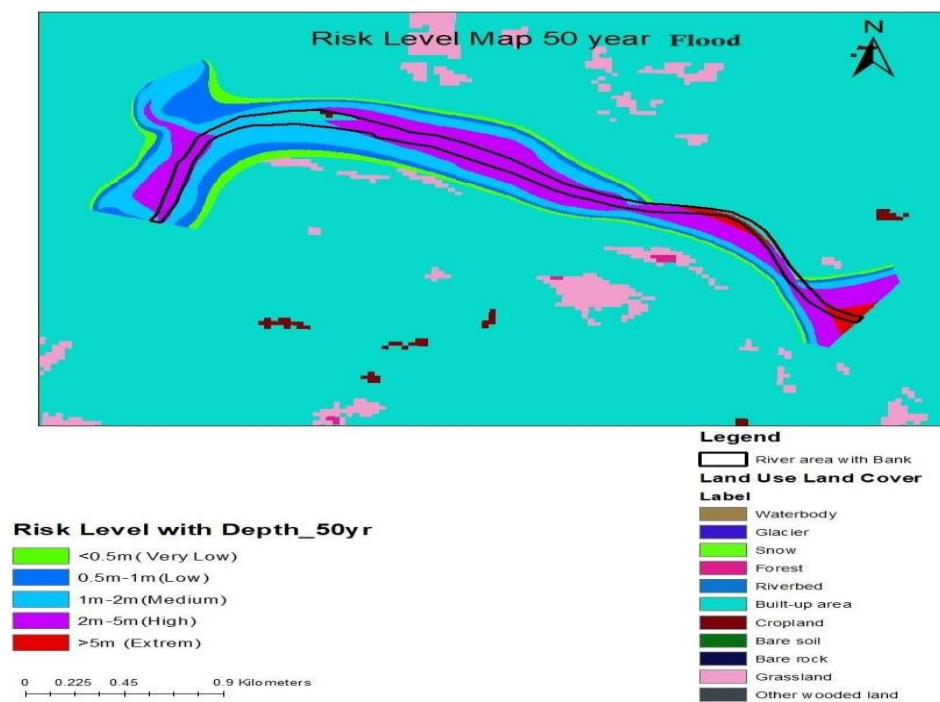 Risk Level Map 50 year Flood
N
Legend
River area with Bank
Land Use Land Cover
Label
Waterbody
Glacier
Snow
Forest
Riverbed
Built-up area
Cropland
Bare soil
Bare rock
Grassland
Other wooded land
Risk Level with Depth_50yr
<0.5m( Very Low)
0.5m-1m(Low)
1m-2m(Medium)
2m-5m(High)
>5m (Extrem)
0 0.225 0.45 0.9 Kilometers